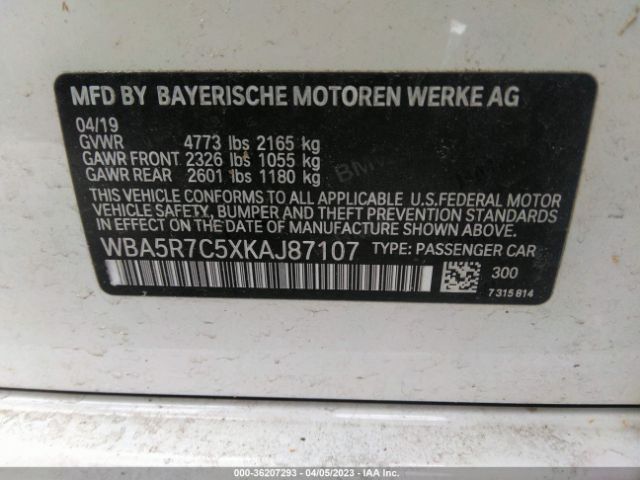 MFD BY BAYERISCHE MOTOREN WERKE AG
04/19
GVWR 4773 lbs 2165 kg
GAWR FRONT 2326 lbs 1055 kg
GAWR REAR 2601 lbs 1180 kg
BMW
THIS VEHICLE CONFORMS TO ALL APPLICABLE U.S.FEDERAL MOTOR
VEHICLE SAFETY, BUMPER AND THEFT PREVENTION STANDARDS
IN EFFECT ON THE DATE OF MANUFACTURE SHOWN ABOVE.
WBA5R7C5XKAJ87107 TYPE: PASSENGER CAR
300
7 315 814
000-36207293 - 04/05/2023 - IAA Inc.